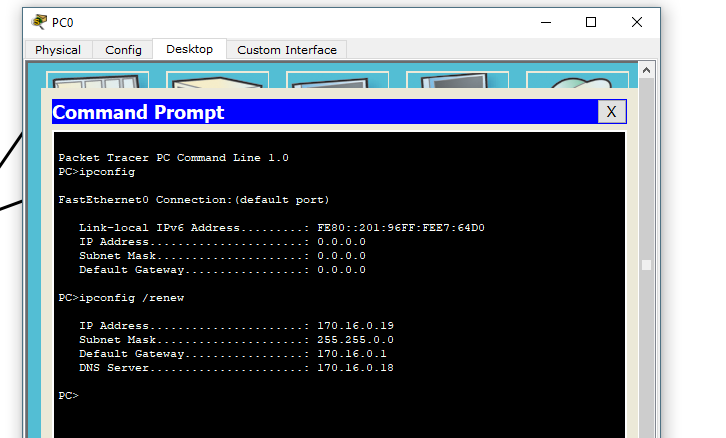 PC0
Physical Config Desktop Custom Interface
Command Prompt X
Packet Tracer PC Command Line 1.0
PC>ipconfig
FastEthernet0 Connection:(default port)
Link-local IPv6 Address.........: FE80::201:96FF:FEE7:64D0
IP Address......................: 0.0.0.0
Subnet Mask.....................: 0.0.0.0
Default Gateway.................: 0.0.0.0
PC>ipconfig /renew
IP Address......................: 170.16.0.19
Subnet Mask.....................: 255.255.0.0
Default Gateway.................: 170.16.0.1
DNS Server......................: 170.16.0.18
PC>